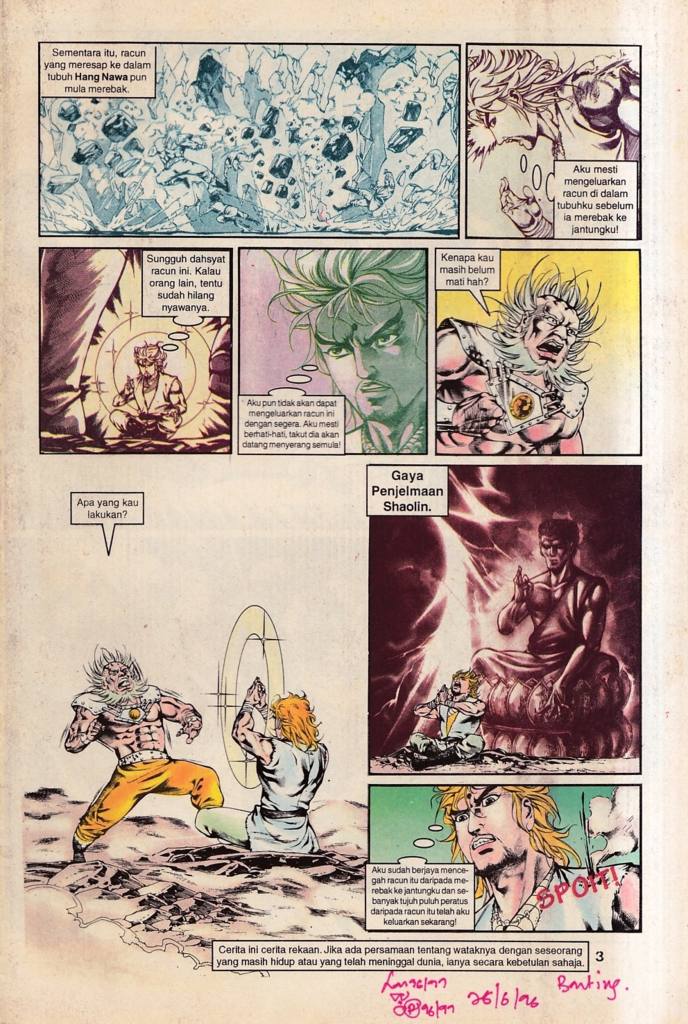 Sementara itu, racun
yang meresap ke dalam
tubuh Hang Nawa pun
mula merebak.
Aku mesti
mengeluarkan
racun di dalam
tubuhku sebelum
ia merebak ke
jantungku!
Sungguh dahsyat
racun ini. Kalau
orang lain, tentu
sudah hilang
nyawanya.
Aku pun tidak akan dapat
mengeluarkan racun ini
dengan segera. Aku mesti
berhati-hati, takut dia akan
datang menyerang semula!
Kenapa kau
masih belum
mati hah?
Apa yang kau
lakukan?
Gaya
Penjelmaan
Shaolin.
Aku sudah berjaya mence-
gah racun itu daripada me-
rebak ke jantungku dan se-
banyak tujuh puluh peratus
daripada racun itu telah aku
keluarkan sekarang!
SPOIT!
Cerita ini cerita rekaan. Jika ada persamaan tentang wataknya dengan seseorang
yang masih hidup atau yang telah meninggal dunia, ianya secara kebetulan sahaja.
3
96/97
96/97
26/6/96
Banting.